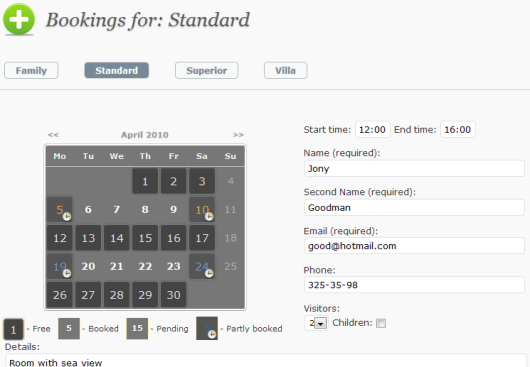 Bookings for: Standard
Family Standard Superior Villa
<< April 2010 >>
Mo Tu We Th Fr Sa Su
1 2 3 4
5 6 7 8 9 10 11
12 13 14 15 16 17 18
19 20 21 22 23 24 25
26 27 28 29 30
1 - Free 5 - Booked 15 - Pending - Partly booked
Start time: 12:00 End time: 16:00
Name (required):
Jony
Second Name (required):
Goodman
Email (required):
good@hotmail.com
Phone:
325-35-98
Visitors:
2 Children:
Details:
Room with sea view